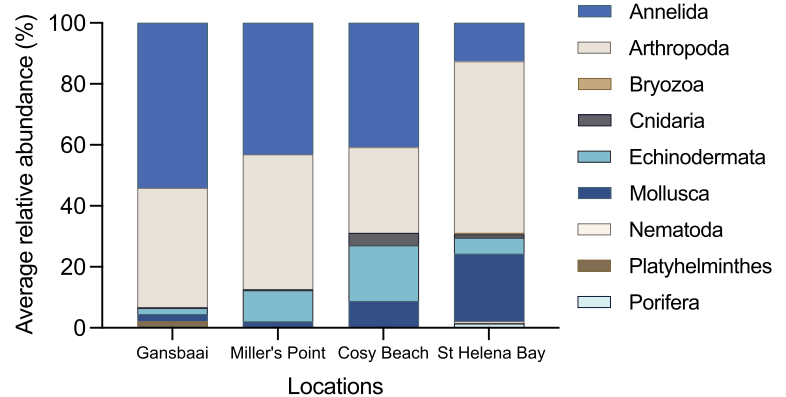 Average relative abundance (%)
100
80
60
40
20
0
Gansbaai Miller's Point Cosy Beach St Helena Bay
Locations
Annelida
Arthropoda
Bryozoa
Cnidaria
Echinodermata
Mollusca
Nematoda
Platyhelminthes
Porifera